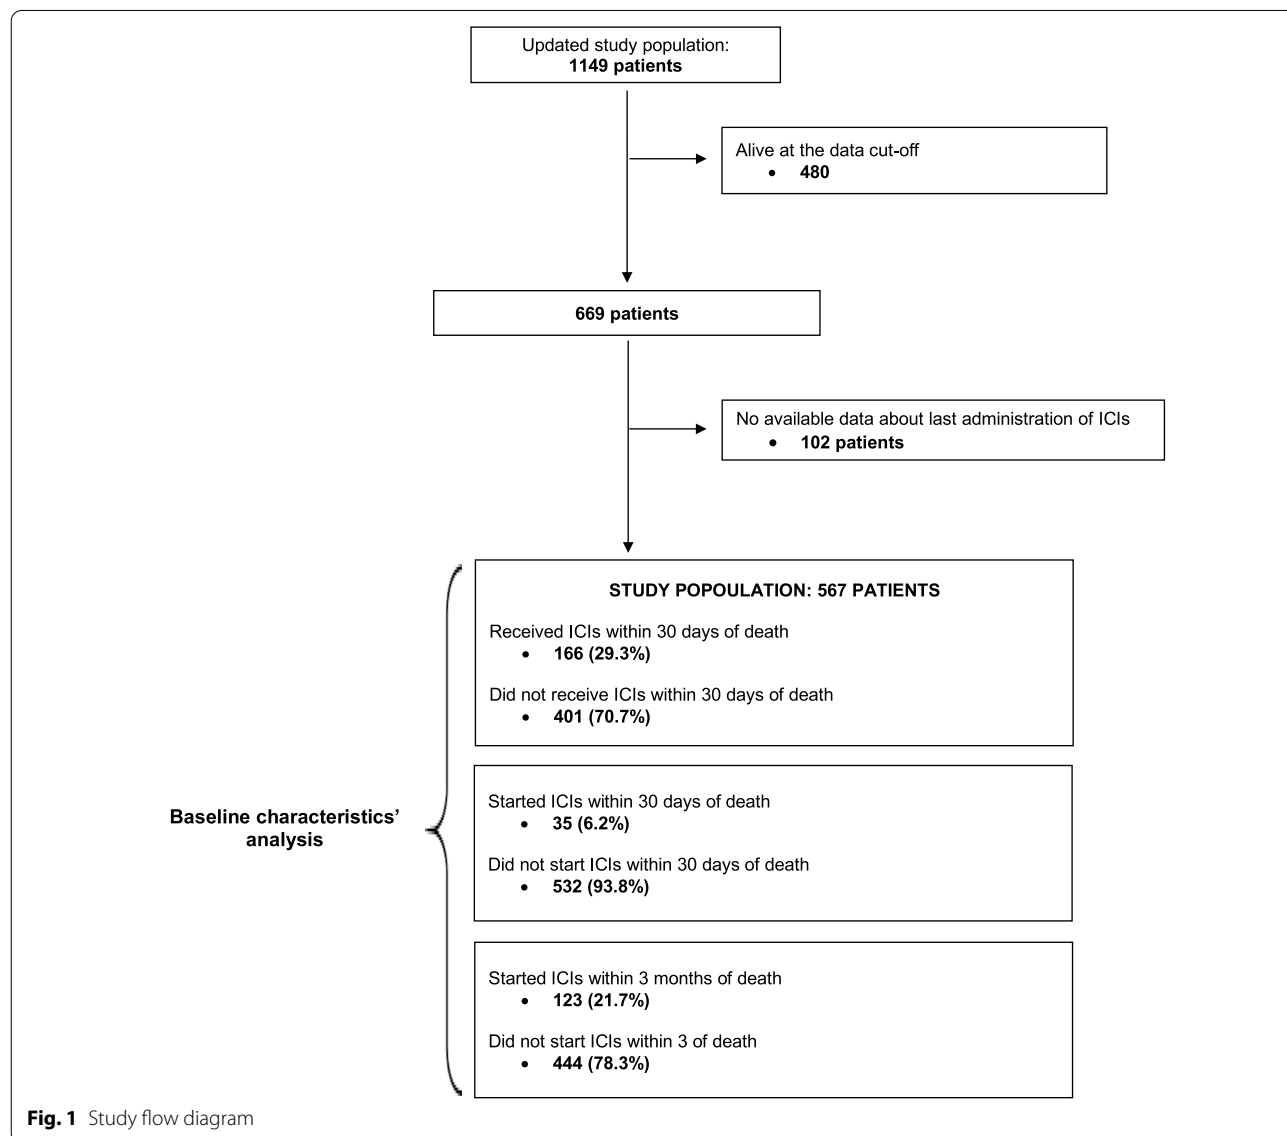 Updated study population:
1149 patients
Alive at the data cut-off
• 480
669 patients
No available data about last administration of ICIs
• 102 patients
STUDY POPOULATION: 567 PATIENTS
Received ICIs within 30 days of death
• 166 (29.3%)
Did not receive ICIs within 30 days of death
• 401 (70.7%)
Baseline characteristics’
analysis
Started ICIs within 30 days of death
• 35 (6.2%)
Did not start ICIs within 30 days of death
• 532 (93.8%)
Started ICIs within 3 months of death
• 123 (21.7%)
Did not start ICIs within 3 of death
• 444 (78.3%)
Fig. 1 Study flow diagram